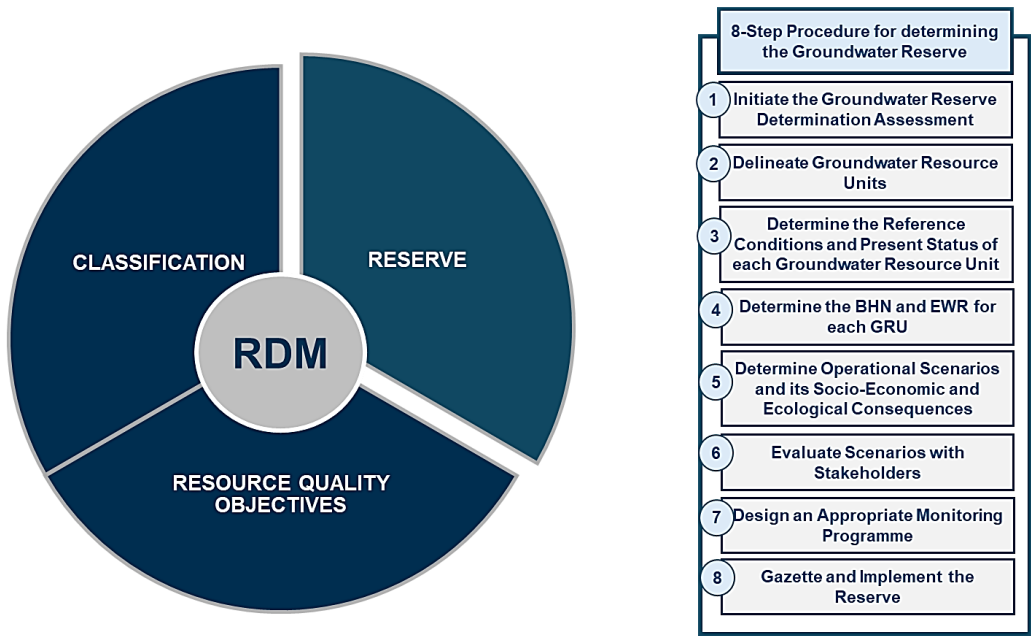 CLASSIFICATION
RESERVE
RDM
RESOURCE QUALITY
OBJECTIVES
8-Step Procedure for determining
the Groundwater Reserve
1 Initiate the Groundwater Reserve
Determination Assessment
2 Delineate Groundwater Resource
Units
3 Determine the Reference
Conditions and Present Status of
each Groundwater Resource Unit
4 Determine the BHN and EWR for
each GRU
5 Determine Operational Scenarios
and its Socio-Economic and
Ecological Consequences
6 Evaluate Scenarios with
Stakeholders
7 Design an Appropriate Monitoring
Programme
8 Gazette and Implement the
Reserve